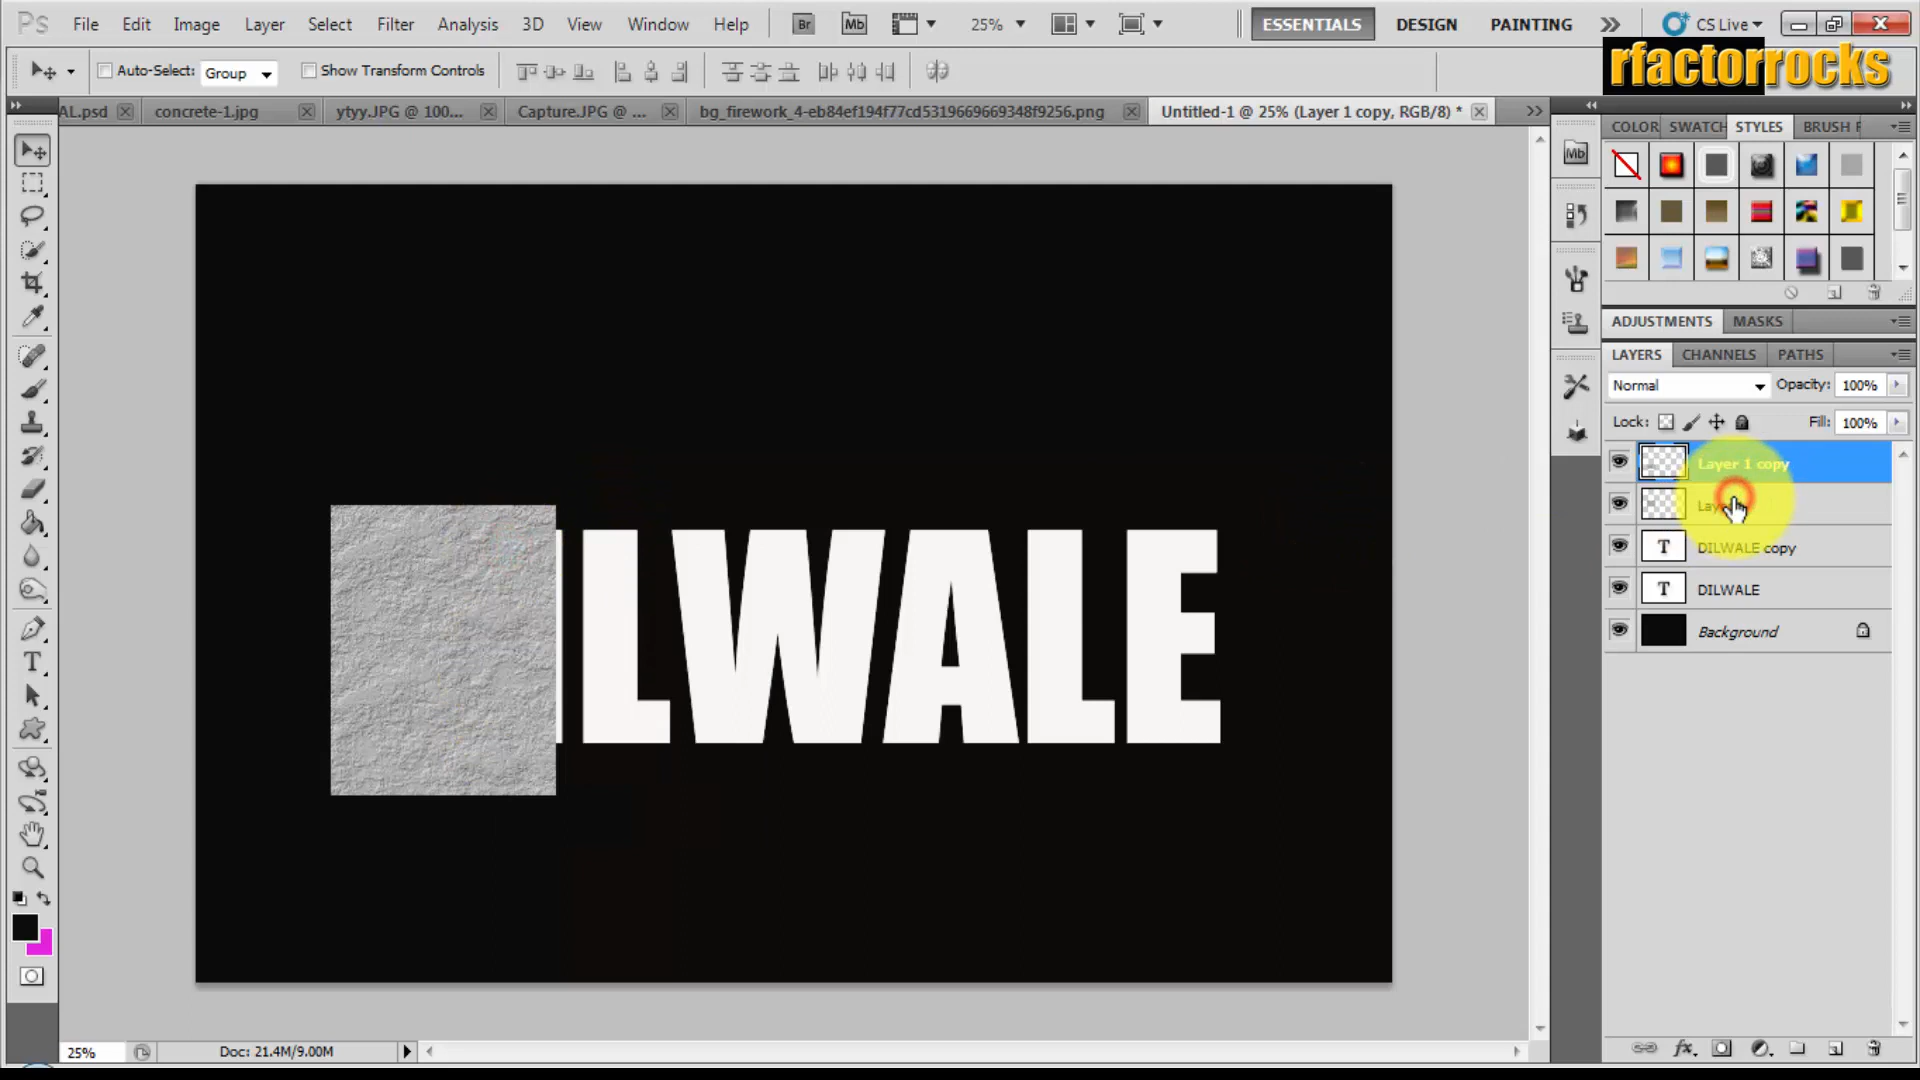 Ps File Edit Image Layer Select Filter Analysis 3D View Window Help Br Mb 25% ESSENTIALS DESIGN PAINTING CS Live
Auto-Select: Group Show Transform Controls
rfactorrocks
AL.psd concrete-1.jpg ytyy.JPG @ 100... Capture.JPG @ ... bg_firework_4-eb84ef194f77cd5319669669348f9256.png Untitled-1 @ 25% (Layer 1 copy, RGB/8) *
COLOR SWATCH STYLES BRUSH
Mb
ADJUSTMENTS MASKS
LAYERS CHANNELS PATHS
Normal Opacity: 100%
Lock: Fill: 100%
Layer 1 copy
T DILWALE copy
T DILWALE
Background
ILWALE
T
25% Doc: 21.4M/9.00M
fx